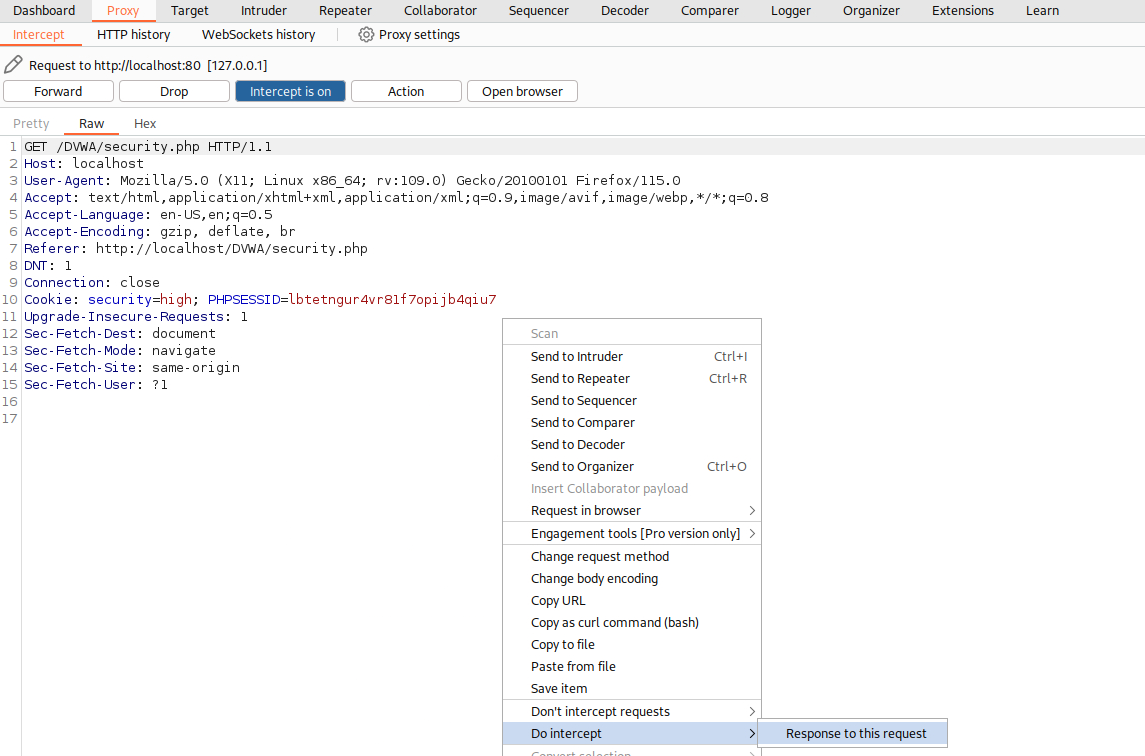 Dashboard Proxy Target Intruder Repeater Collaborator Sequencer Decoder Comparer Logger Organizer Extensions Learn
Intercept HTTP history WebSockets history Proxy settings
Request to http://localhost:80 [127.0.0.1]
Forward Drop Intercept is on Action Open browser
Pretty Raw Hex
1 GET /DVWA/security.php HTTP/1.1
2 Host: localhost
3 User-Agent: Mozilla/5.0 (X11; Linux x86_64; rv:109.0) Gecko/20100101 Firefox/115.0
4 Accept: text/html,application/xhtml+xml,application/xml;q=0.9,image/avif,image/webp,*/*;q=0.8
5 Accept-Language: en-US,en;q=0.5
6 Accept-Encoding: gzip, deflate, br
7 Referer: http://localhost/DVWA/security.php
8 DNT: 1
9 Connection: close
10 Cookie: security=high; PHPSESSID=lbtetngur4vr81f7opijb4qiu7
11 Upgrade-Insecure-Requests: 1
12 Sec-Fetch-Dest: document
13 Sec-Fetch-Mode: navigate
14 Sec-Fetch-Site: same-origin
15 Sec-Fetch-User: ?1
16
17
Scan
Send to Intruder Ctrl+I
Send to Repeater Ctrl+R
Send to Sequencer
Send to Comparer
Send to Decoder
Send to Organizer Ctrl+O
Insert Collaborator payload
Request in browser
Engagement tools [Pro version only]
Change request method
Change body encoding
Copy URL
Copy as curl command (bash)
Copy to file
Paste from file
Save item
Don't intercept requests
Do intercept Response to this request
Convert selection